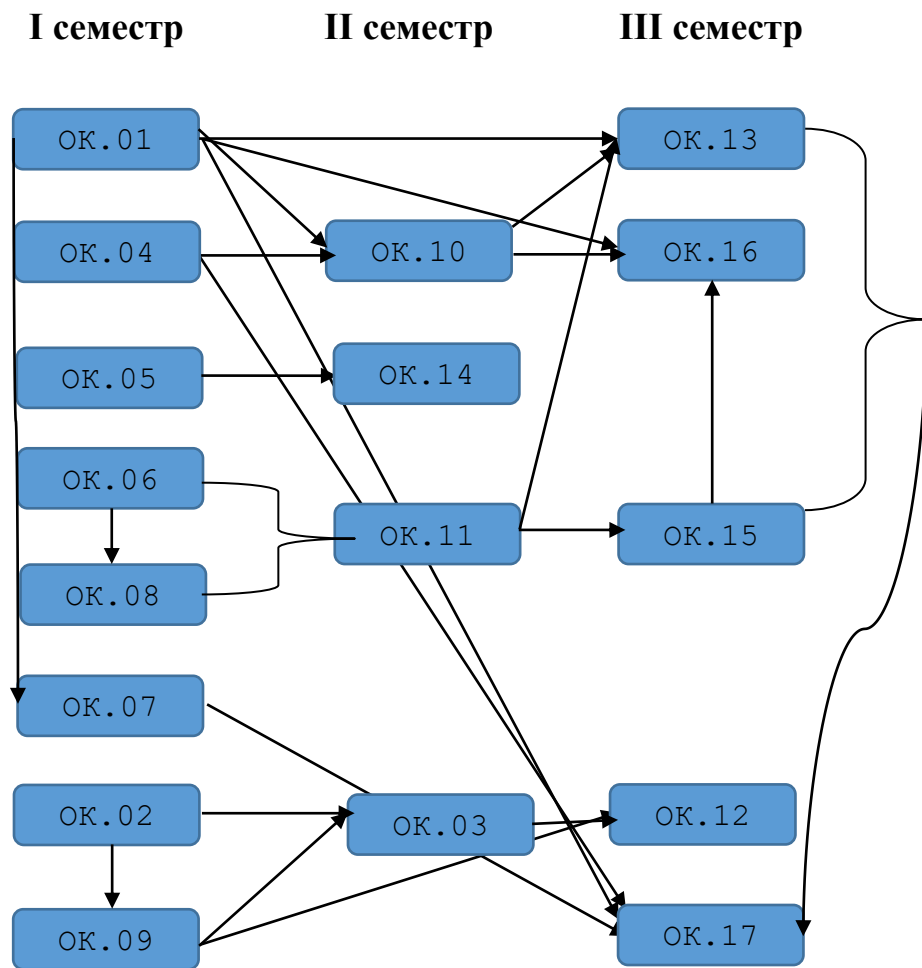 I семестр II семестр III семестр
ОК.01 ОК.13
ОК.04 ОК.10 ОК.16
ОК.05 ОК.14
ОК.06
ОК.11 ОК.15
ОК.08
ОК.07
ОК.02 ОК.03 ОК.12
ОК.09 ОК.17